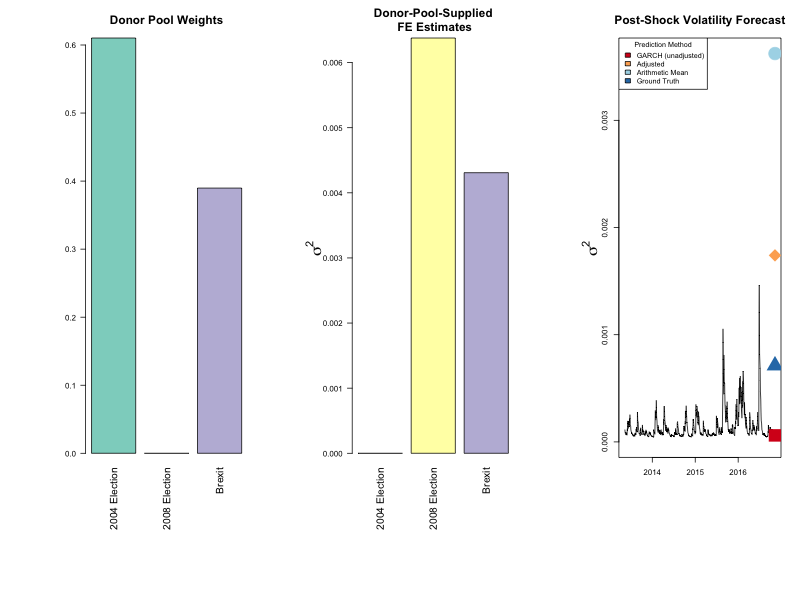 Donor Pool Weights
0.6
0.5
0.4
0.3
0.2
0.1
0.0
2004 Election
2008 Election
Brexit
Donor-Pool-Supplied
FE Estimates
σ²
0.006
0.005
0.004
0.003
0.002
0.001
0.000
2004 Election
2008 Election
Brexit
Post-Shock Volatility Forecast
Prediction Method
GARCH (unadjusted)
Adjusted
Arithmetic Mean
Ground Truth
σ²
0.003
0.002
0.001
0.000
2014
2015
2016